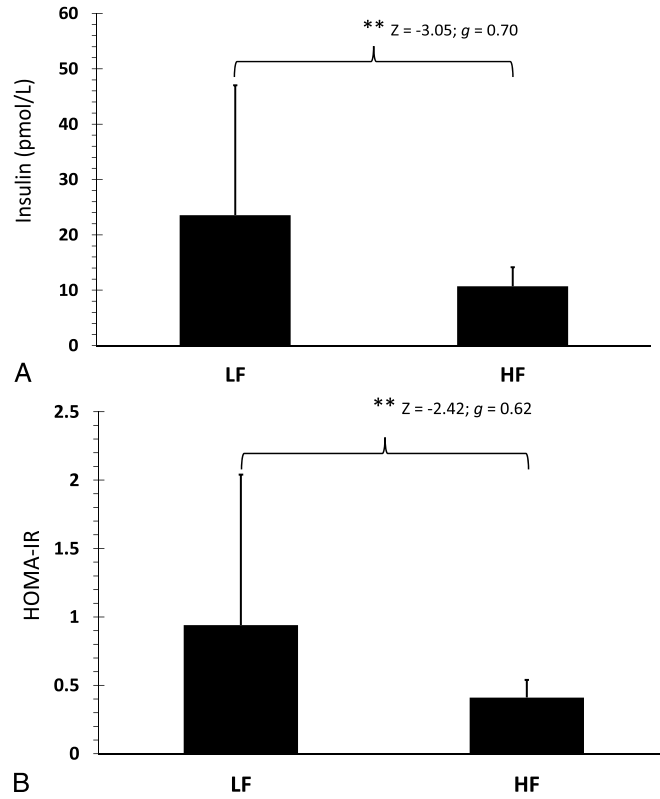 60
** Z = -3.05; g = 0.70
50
40
Insulin (pmol/L)
30
20
10
0
A
LF
HF
2.5
** Z = -2.42; g = 0.62
2
1.5
HOMA-IR
1
0.5
0
B
LF
HF